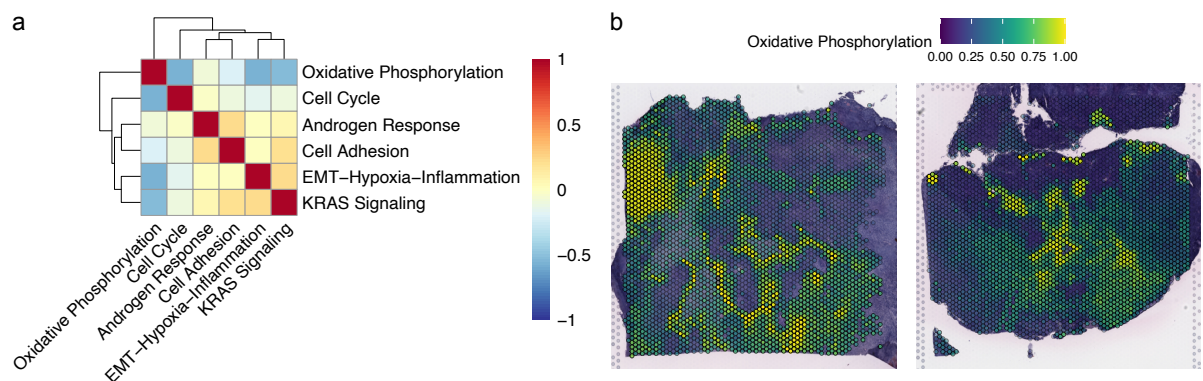 a
1
0.5
0
−0.5
−1
Oxidative Phosphorylation
Cell Cycle
Androgen Response
Cell Adhesion
EMT−Hypoxia−Inflammation
KRAS Signaling
Oxidative Phosphorylation
Cell Cycle
Androgen Response
Cell Adhesion
EMT−Hypoxia−Inflammation
KRAS Signaling
b
Oxidative Phosphorylation
0.00 0.25 0.50 0.75 1.00